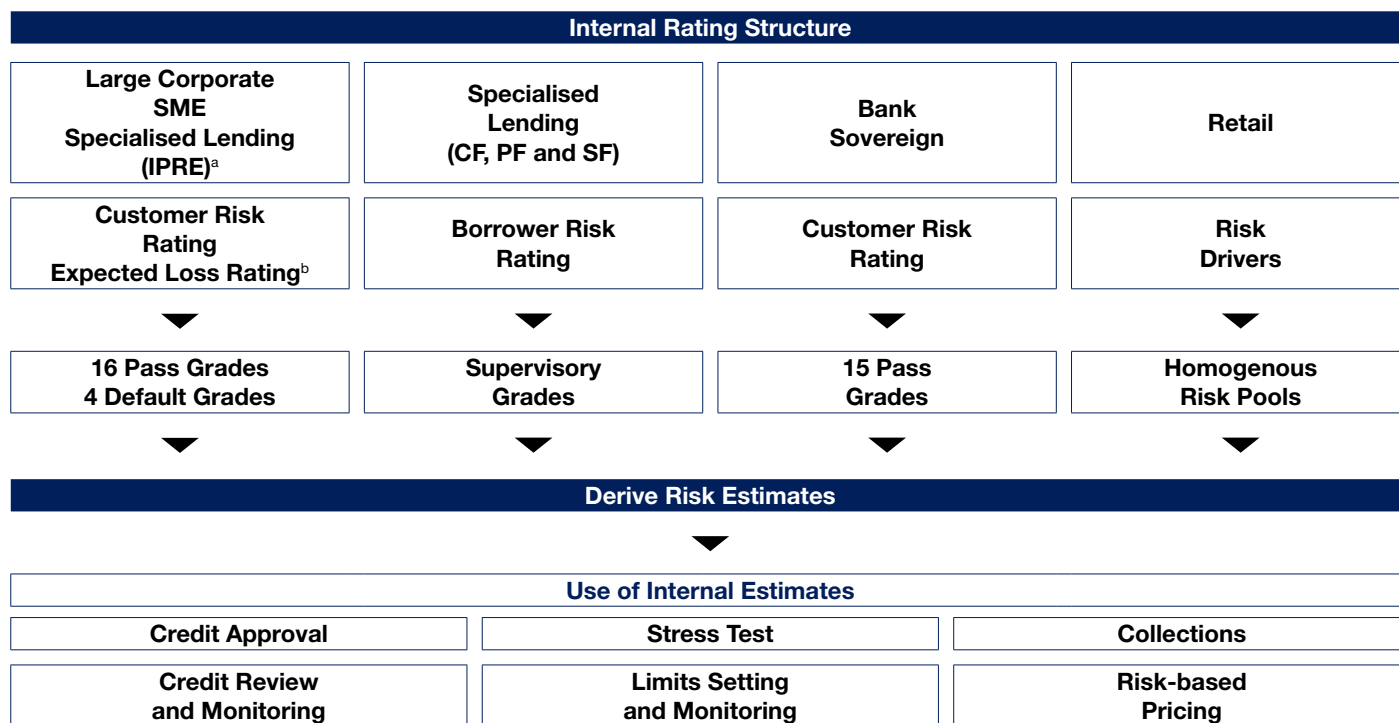 Internal Rating Structure
Large Corporate
SME
Specialised Lending
(IPRE)a
Specialised
Lending
(CF, PF and SF)
Bank
Sovereign
Retail
Customer Risk
Rating
Expected Loss Ratingb
Borrower Risk
Rating
Customer Risk
Rating
Risk
Drivers
16 Pass Grades
4 Default Grades
Supervisory
Grades
15 Pass
Grades
Homogenous
Risk Pools
Derive Risk Estimates
Use of Internal Estimates
Credit Approval
Stress Test
Collections
Credit Review
and Monitoring
Limits Setting
and Monitoring
Risk-based
Pricing